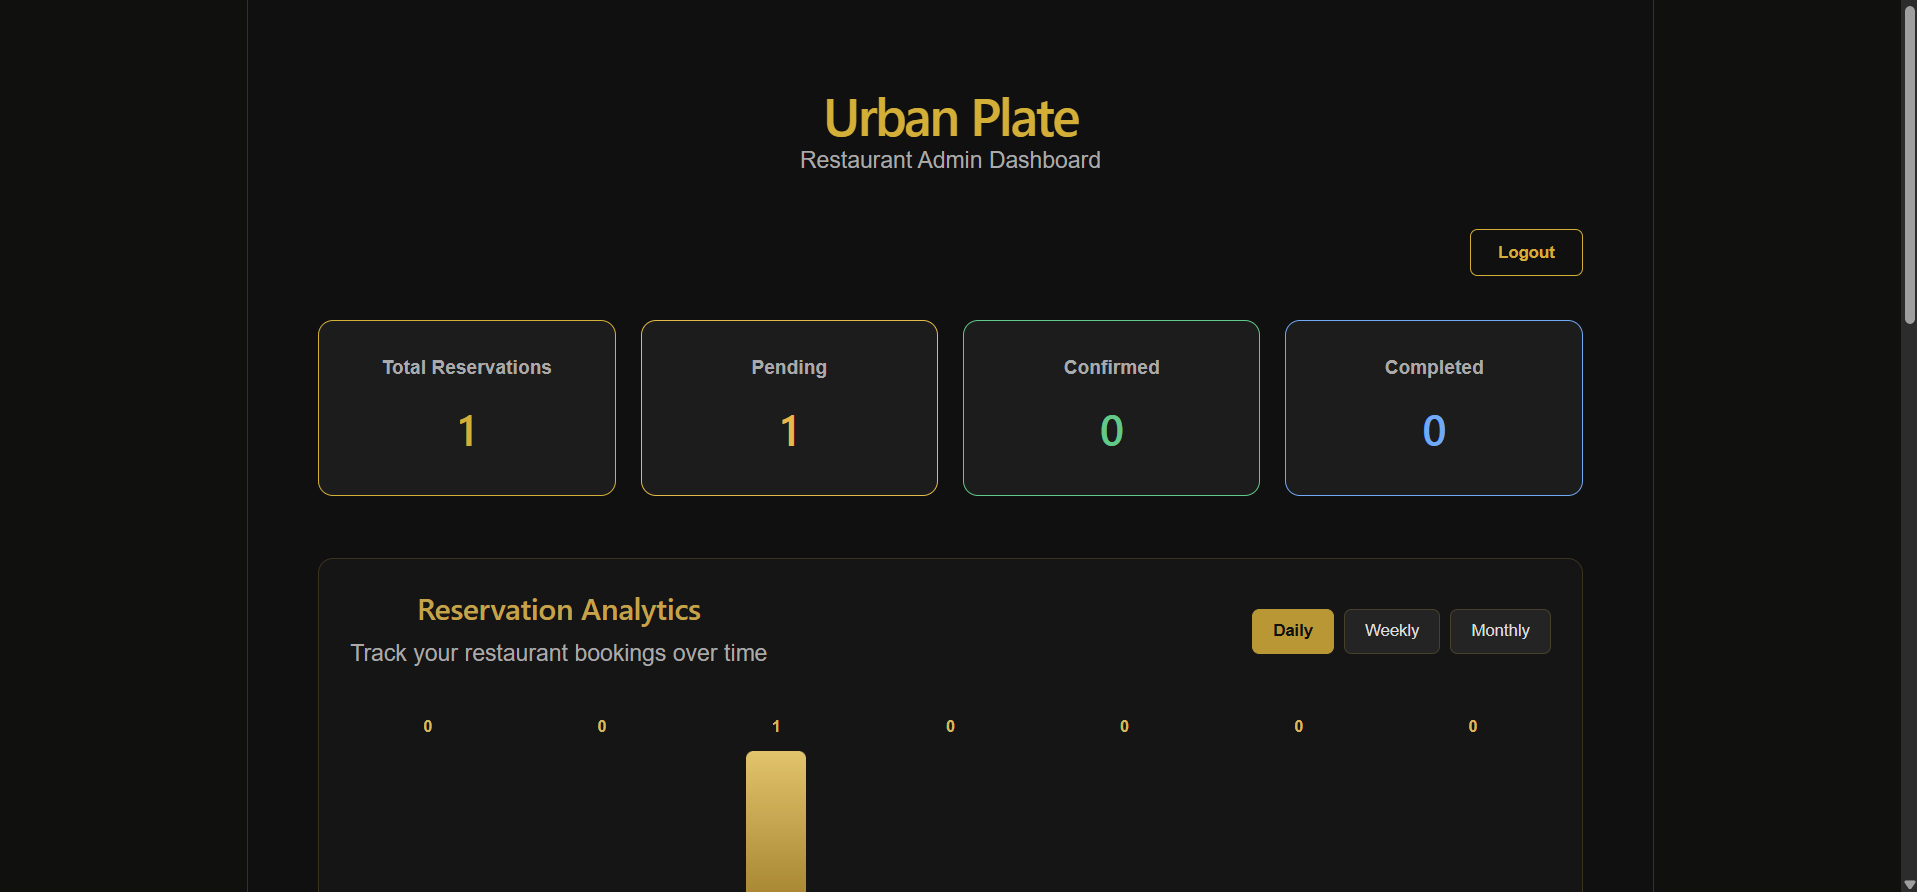 Urban Plate
Restaurant Admin Dashboard
Logout
Total Reservations
1
Pending
1
Confirmed
0
Completed
0
Reservation Analytics
Track your restaurant bookings over time
Daily Weekly Monthly
0 0 1 0 0 0 0